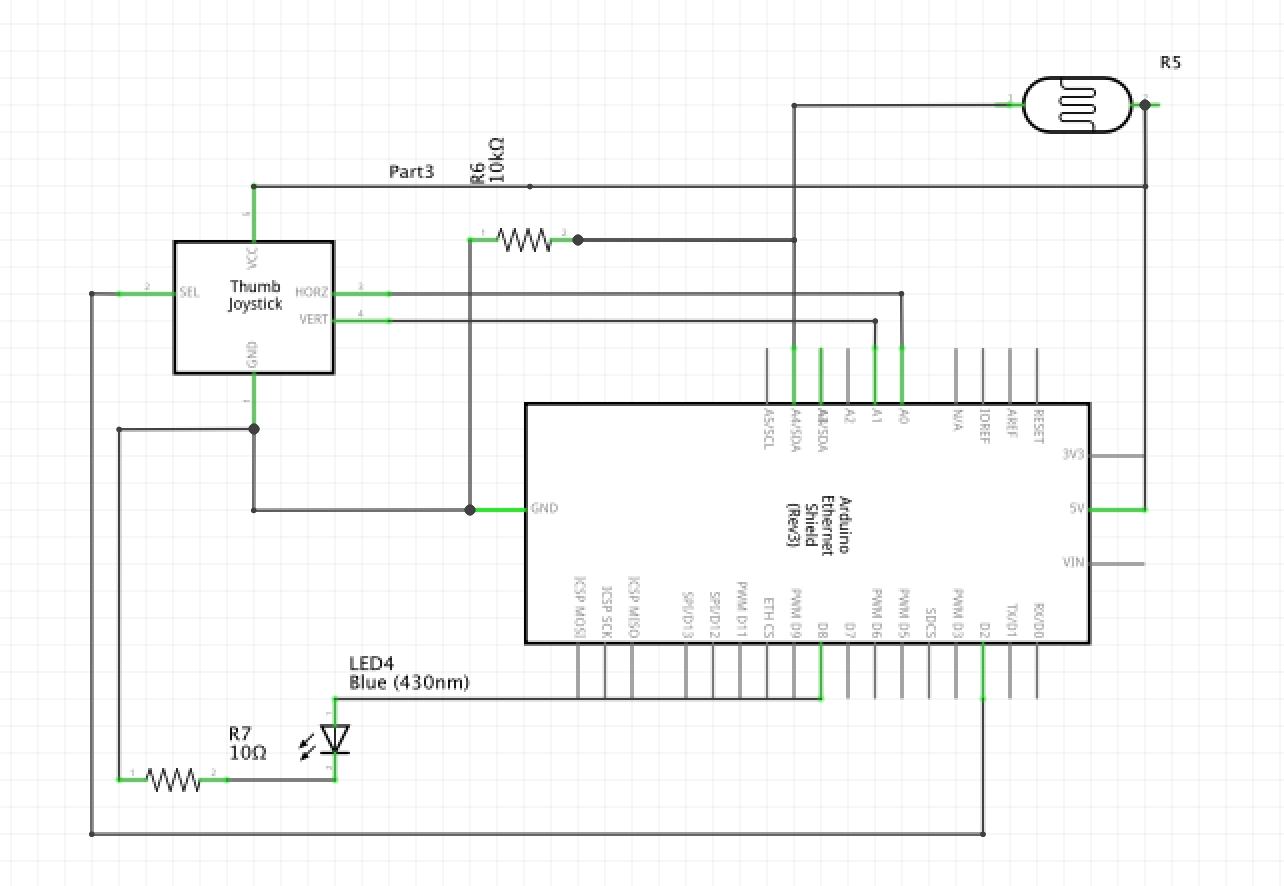 R5
1
2
Part3
R6
10kΩ
5
VCC
1
2
2
SEL
Thumb
Joystick
HORZ
3
VERT
4
GND
1
A5/SCL
A4/SDA
A2
A1
A0
N/A
IOREF
AREF
RESET
3V3
GND
5V
Arduino
Ethernet
Shield
(Rev3)
VIN
ICSP MOSI
ICSP SCK
ICSP MISO
SPI/D13
SPI/D12
PWM D11
ETH CS
PWM D9
D8
D7
PWM D6
PWM D5
SDCS
PWM D3
D2
TX/D1
RX/D0
LED4
Blue (430nm)
1
R7
10Ω
2
1
2